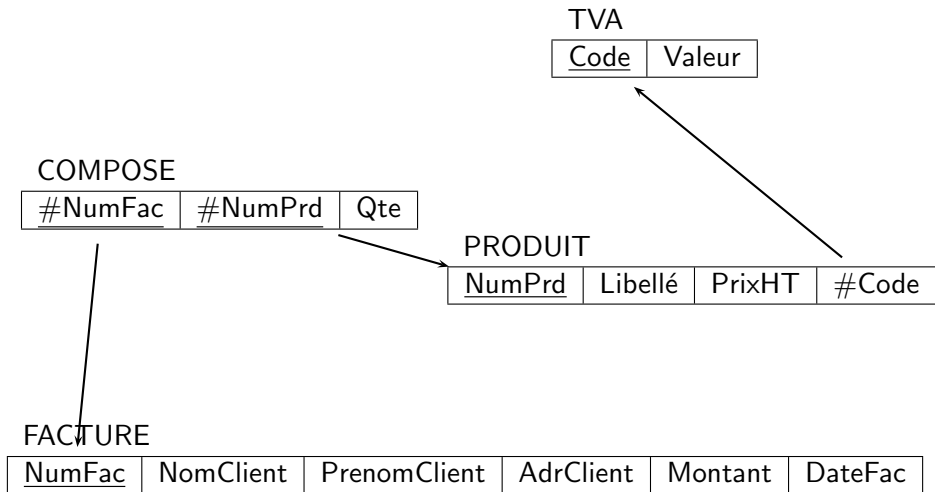 TVA
Code Valeur
COMPOSE
#NumFac #NumPrd Qte
PRODUIT
NumPrd Libellé PrixHT #Code
FACTURE
NumFac NomClient PrenomClient AdrClient Montant DateFac